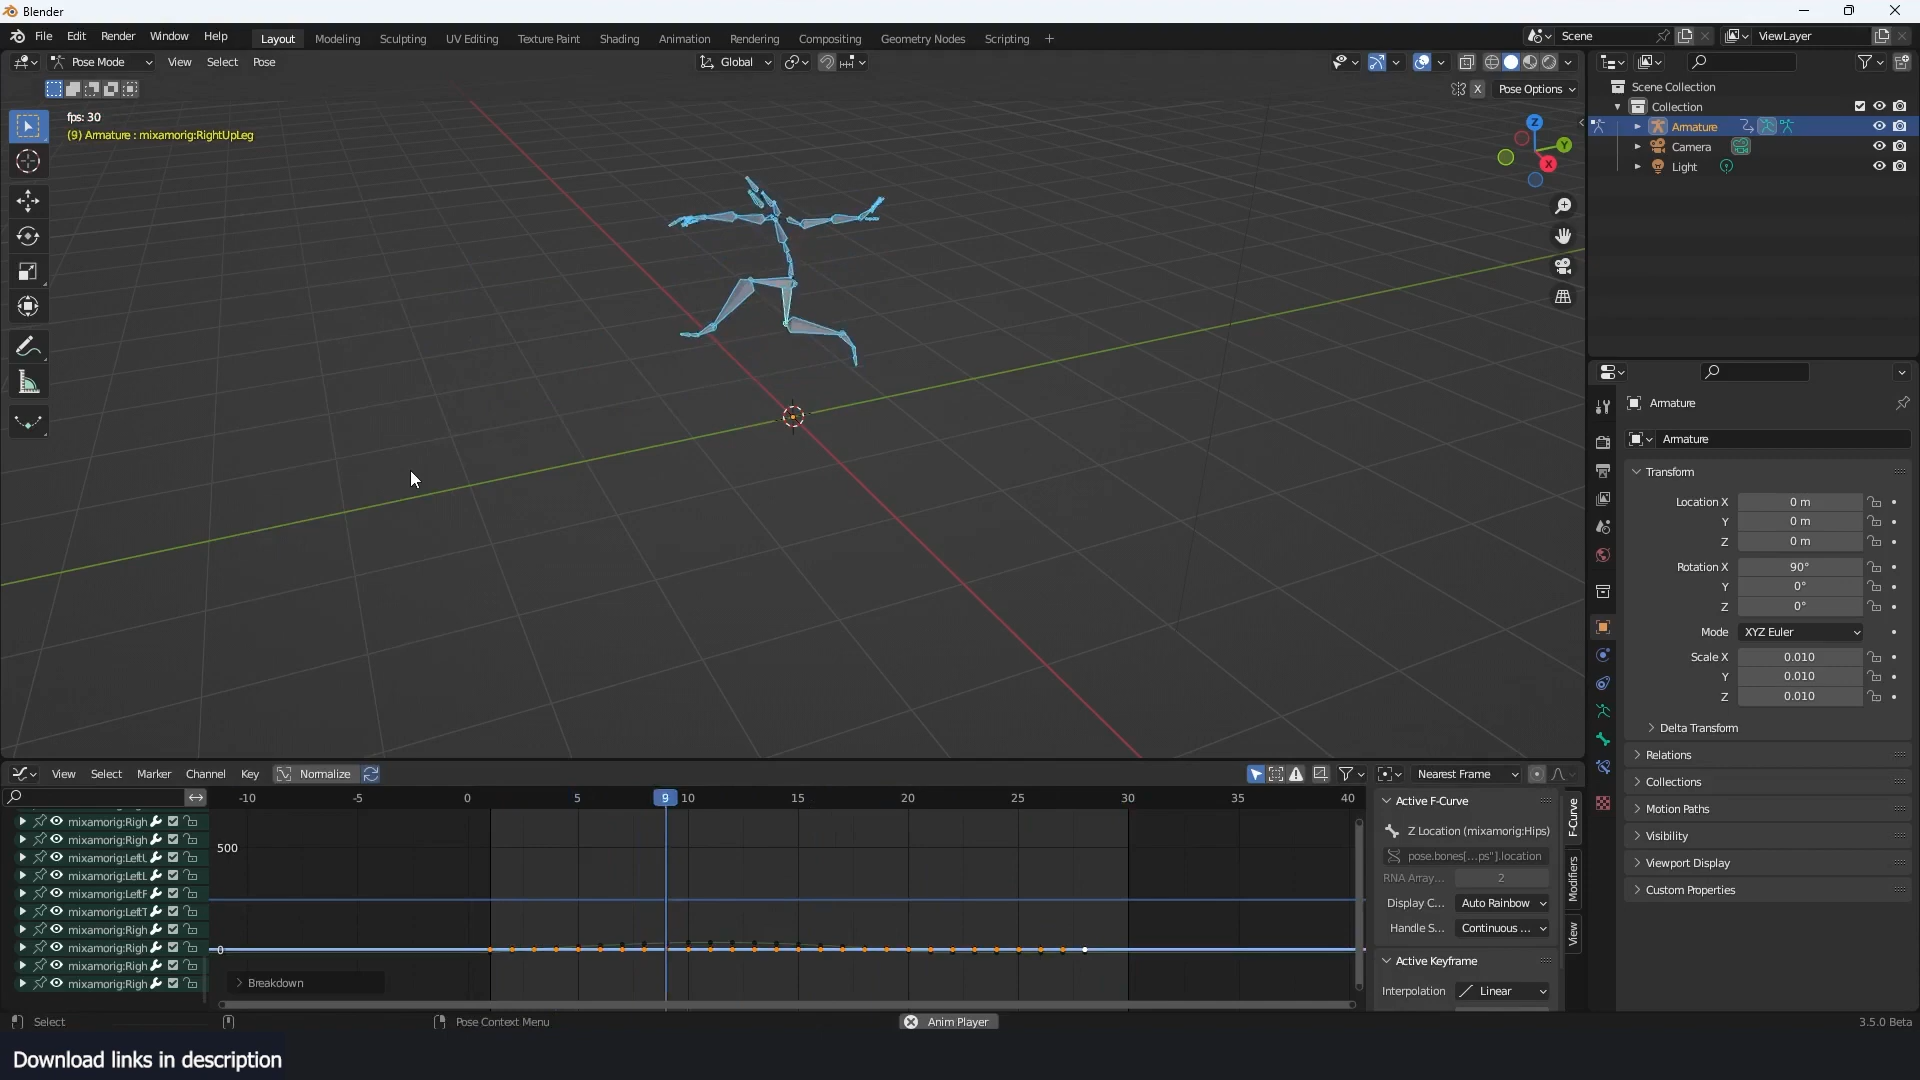 Blender
File Edit Render Window Help Layout Modeling Sculpting UV Editing Texture Paint Shading Animation Rendering Compositing Geometry Nodes Scripting + Scene ViewLayer
Pose Mode View Select Pose Global
X Pose Options
fps: 30
(9) Armature : mixamorig:RightUpLeg
Z
Y
X
Scene Collection
Collection
Armature
Camera
Light
Armature
Armature
Transform
Location X 0 m
Y 0 m
Z 0 m
Rotation X 90°
Y 0°
Z 0°
Mode XYZ Euler
Scale X 0.010
Y 0.010
Z 0.010
Delta Transform
Relations
Collections
Motion Paths
Visibility
Viewport Display
Custom Properties
View Select Marker Channel Key Normalize Nearest Frame
-10 -5 0 5 9 10 15 20 25 30 35 40
mixamorig:Righ
mixamorig:Righ
mixamorig:LeftU
mixamorig:LeftL
mixamorig:LeftF
mixamorig:LeftT
mixamorig:Righ
mixamorig:Righ
mixamorig:Righ
mixamorig:Righ
500
0
Breakdown
Active F-Curve
Z Location (mixamorig:Hips)
pose.bones[...ps"].location
RNA Array... 2
Display C... Auto Rainbow
Handle S... Continuous ...
Active Keyframe
Interpolation Linear
F-Curve
Modifiers
View
Select Pose Context Menu Anim Player 3.5.0 Beta
Download links in description